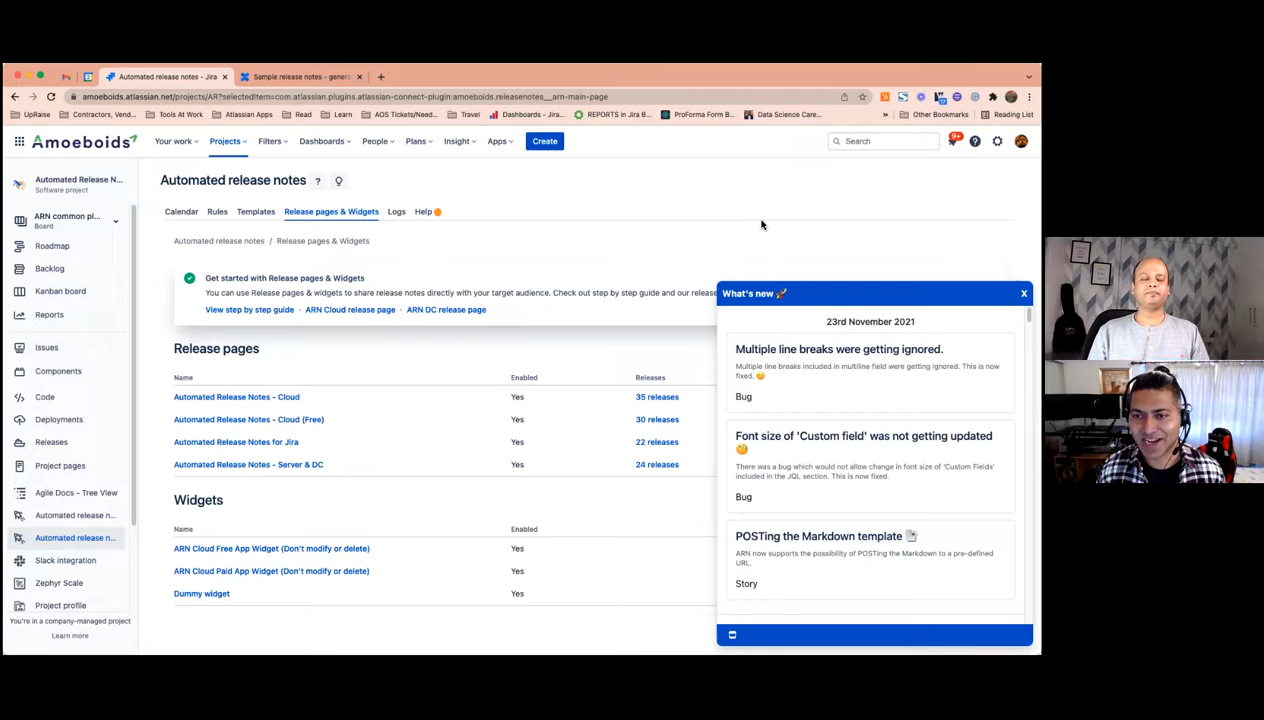 Automated release notes - Jira
Sample release notes - genera
amoeboids.atlassian.net/projects/AR?selectedItem=com.atlassian.plugins.atlassian-connect-plugin:amoeboids.releasenotes__arn-main-page
UpRaise
Contractors, Vend...
Tools At Work
Atlassian Apps
Read
Learn
AOS Tickets/Need...
Travel
Dashboards - Jira...
REPORTS in Jira B...
ProForma Form B...
Data Science Care...
»
Other Bookmarks
Reading List
Amoeboids
Your work
Projects
Filters
Dashboards
People
Plans
Insight
Apps
Create
Search
9+
Automated Release N...
Software project
ARN common pl...
Board
Roadmap
Backlog
Kanban board
Reports
Issues
Components
Code
Deployments
Releases
Project pages
Agile Docs - Tree View
Automated release n...
Automated release n...
Slack integration
Zephyr Scale
Project profile
You're in a company-managed project
Learn more
Automated release notes ?
Calendar
Rules
Templates
Release pages & Widgets
Logs
Help
Automated release notes / Release pages & Widgets
Get started with Release pages & Widgets
You can use Release pages & widgets to share release notes directly with your target audience. Check out step by step guide and our relea
View step by step guide · ARN Cloud release page · ARN DC release page
Release pages
Name Enabled Releases
Automated Release Notes - Cloud Yes 35 releases
Automated Release Notes - Cloud (Free) Yes 30 releases
Automated Release Notes for Jira Yes 22 releases
Automated Release Notes - Server & DC Yes 24 releases
Widgets
Name Enabled
ARN Cloud Free App Widget (Don't modify or delete) Yes
ARN Cloud Paid App Widget (Don't modify or delete) Yes
Dummy widget Yes
What's new 🚀 X
23rd November 2021
Multiple line breaks were getting ignored.
Multiple line breaks included in multiline field were getting ignored. This is now
fixed. 😊
Bug
Font size of 'Custom field' was not getting updated
🧐
There was a bug which would not allow change in font size of 'Custom Fields'
included in the JQL section. This is now fixed.
Bug
POSTing the Markdown template
ARN now supports the possibility of POSTing the Markdown to a pre-defined
URL.
Story